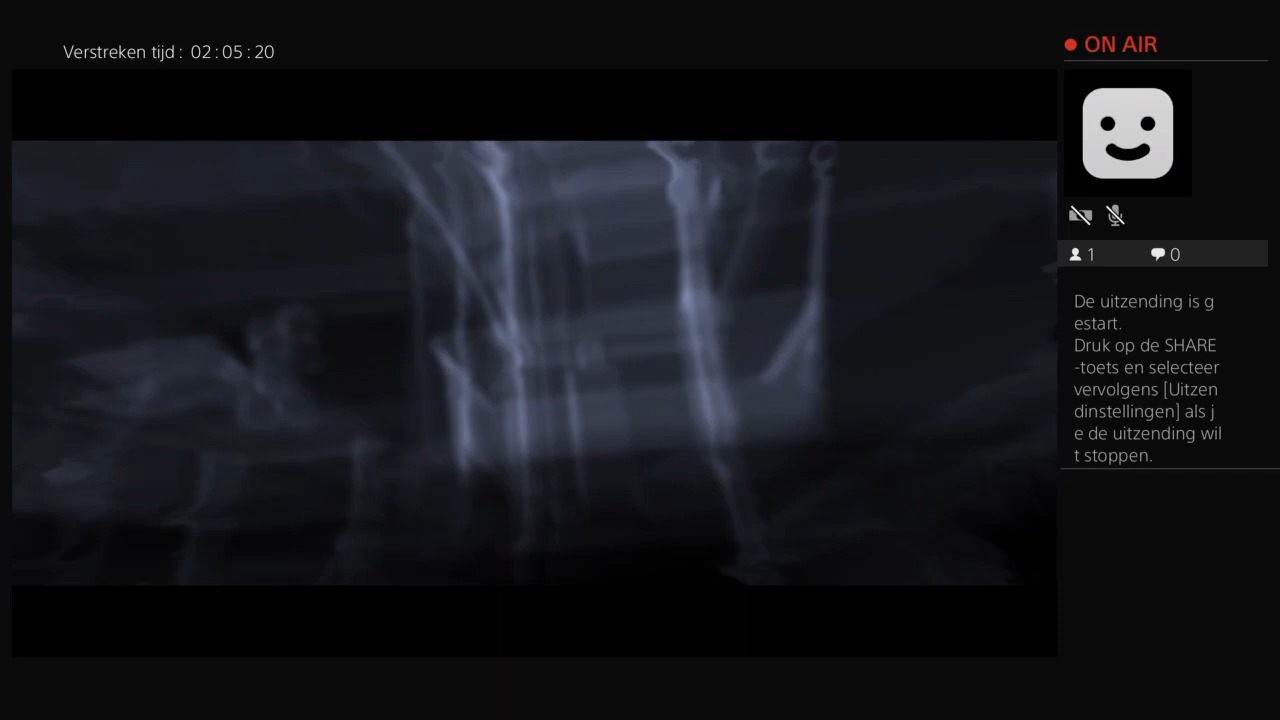 Verstreken tijd : 02 : 05 : 20
ON AIR
1
0
De uitzending is g
estart.
Druk op de SHARE
-toets en selecteer
vervolgens [Uitzen
dinstellingen] als j
e de uitzending wil
t stoppen.